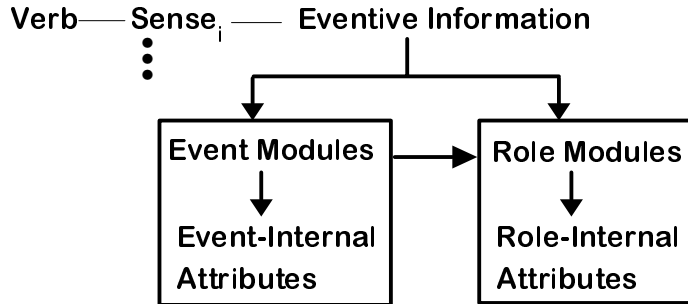 Verb Sense_i Eventive Information
Event Modules
Event-Internal
Attributes
Role Modules
Role-Internal
Attributes